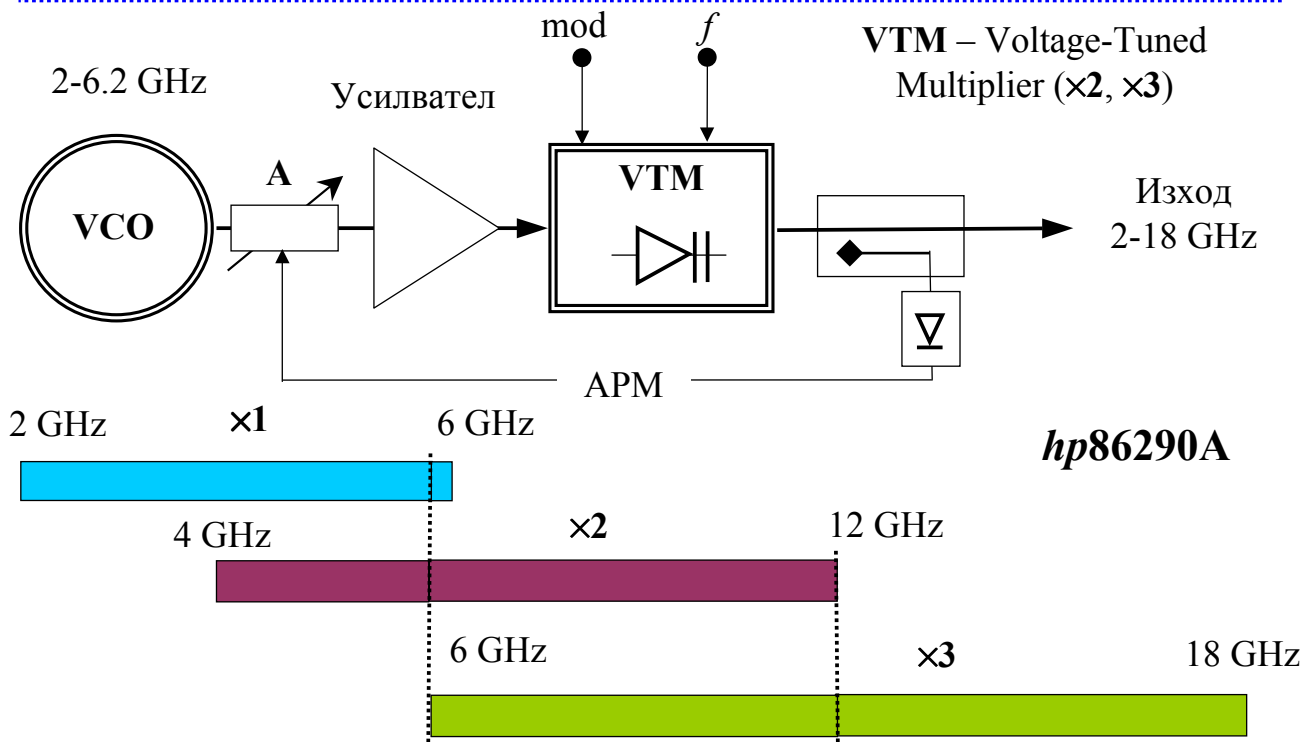 mod
f
VTM – Voltage-Tuned
Multiplier (×2, ×3)
2-6.2 GHz
Усилвател
A
VCO
VTM
Изход
2-18 GHz
АРМ
2 GHz
×1
6 GHz
hp86290A
4 GHz
×2
12 GHz
6 GHz
×3
18 GHz